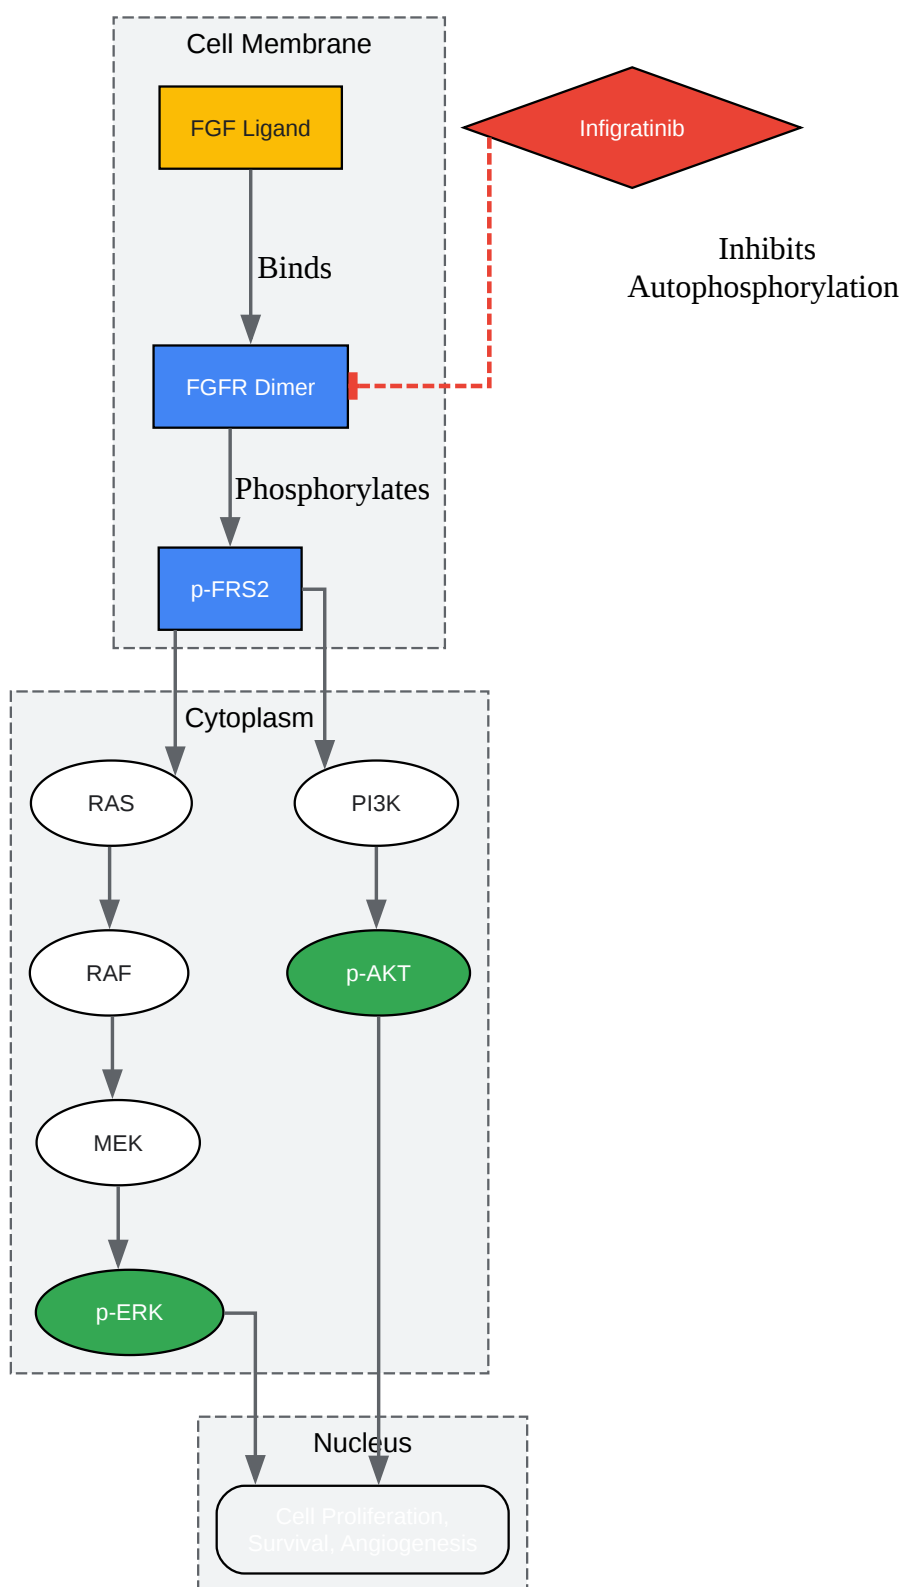 Cell Membrane
FGF Ligand
Infigratinib
Inhibits
Autophosphorylation
Binds
FGFR Dimer
Phosphorylates
p-FRS2
Cytoplasm
RAS
PI3K
RAF
p-AKT
MEK
p-ERK
Nucleus
Cell Proliferation,
Survival, Angiogenesis